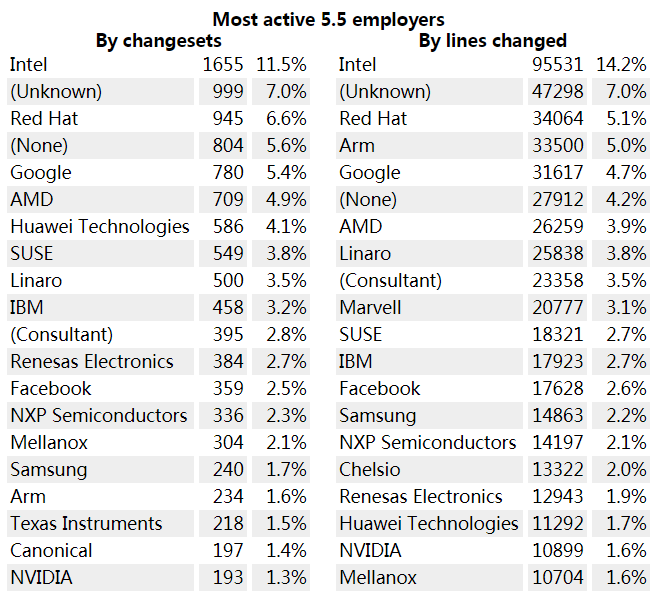 Most active 5.5 employers
By changesets
Intel 1655 11.5%
(Unknown) 999 7.0%
Red Hat 945 6.6%
(None) 804 5.6%
Google 780 5.4%
AMD 709 4.9%
Huawei Technologies 586 4.1%
SUSE 549 3.8%
Linaro 500 3.5%
IBM 458 3.2%
(Consultant) 395 2.8%
Renesas Electronics 384 2.7%
Facebook 359 2.5%
NXP Semiconductors 336 2.3%
Mellanox 304 2.1%
Samsung 240 1.7%
Arm 234 1.6%
Texas Instruments 218 1.5%
Canonical 197 1.4%
NVIDIA 193 1.3%
By lines changed
Intel 95531 14.2%
(Unknown) 47298 7.0%
Red Hat 34064 5.1%
Arm 33500 5.0%
Google 31617 4.7%
(None) 27912 4.2%
AMD 26259 3.9%
Linaro 25838 3.8%
(Consultant) 23358 3.5%
Marvell 20777 3.1%
SUSE 18321 2.7%
IBM 17923 2.7%
Facebook 17628 2.6%
Samsung 14863 2.2%
NXP Semiconductors 14197 2.1%
Chelsio 13322 2.0%
Renesas Electronics 12943 1.9%
Huawei Technologies 11292 1.7%
NVIDIA 10899 1.6%
Mellanox 10704 1.6%